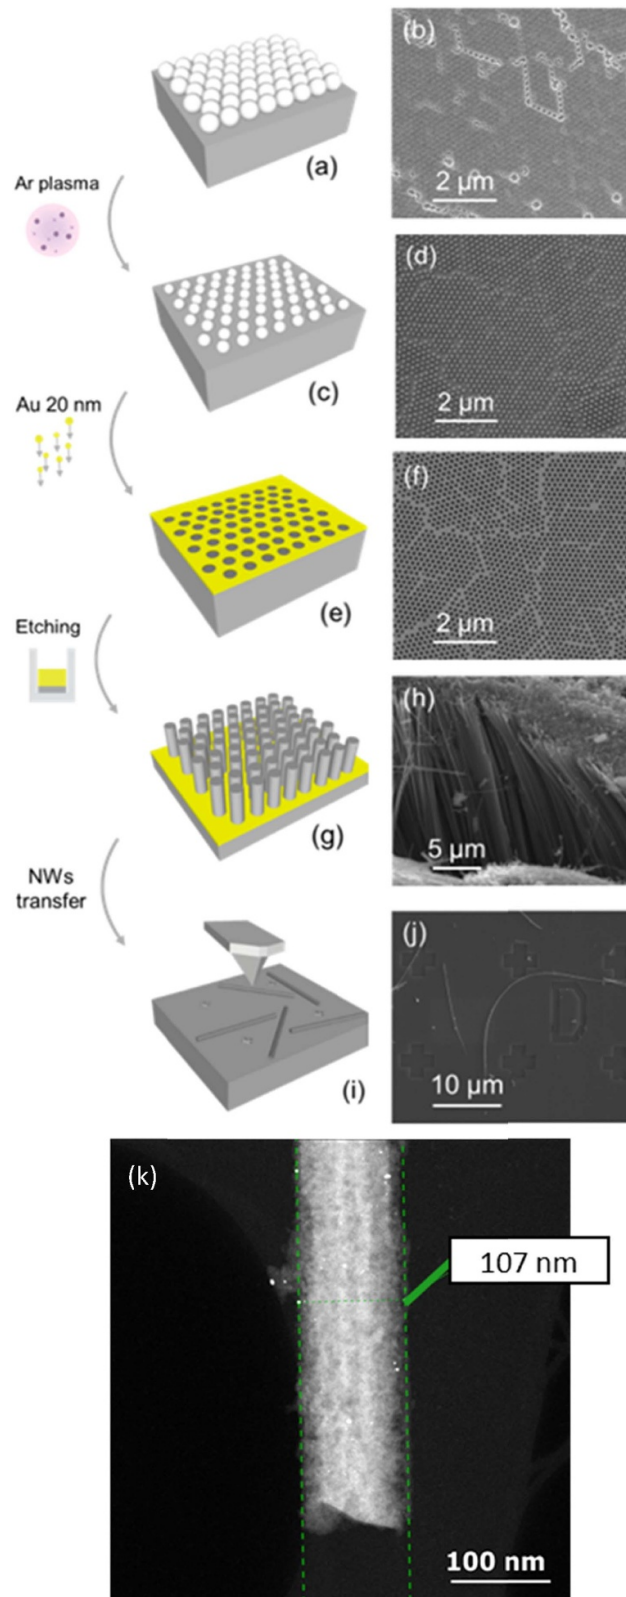 (a)
(b)
2 µm
Ar plasma
(c)
(d)
2 µm
Au 20 nm
(e)
(f)
2 µm
Etching
(g)
(h)
5 µm
NWs
transfer
(i)
(j)
10 µm
(k)
107 nm
100 nm